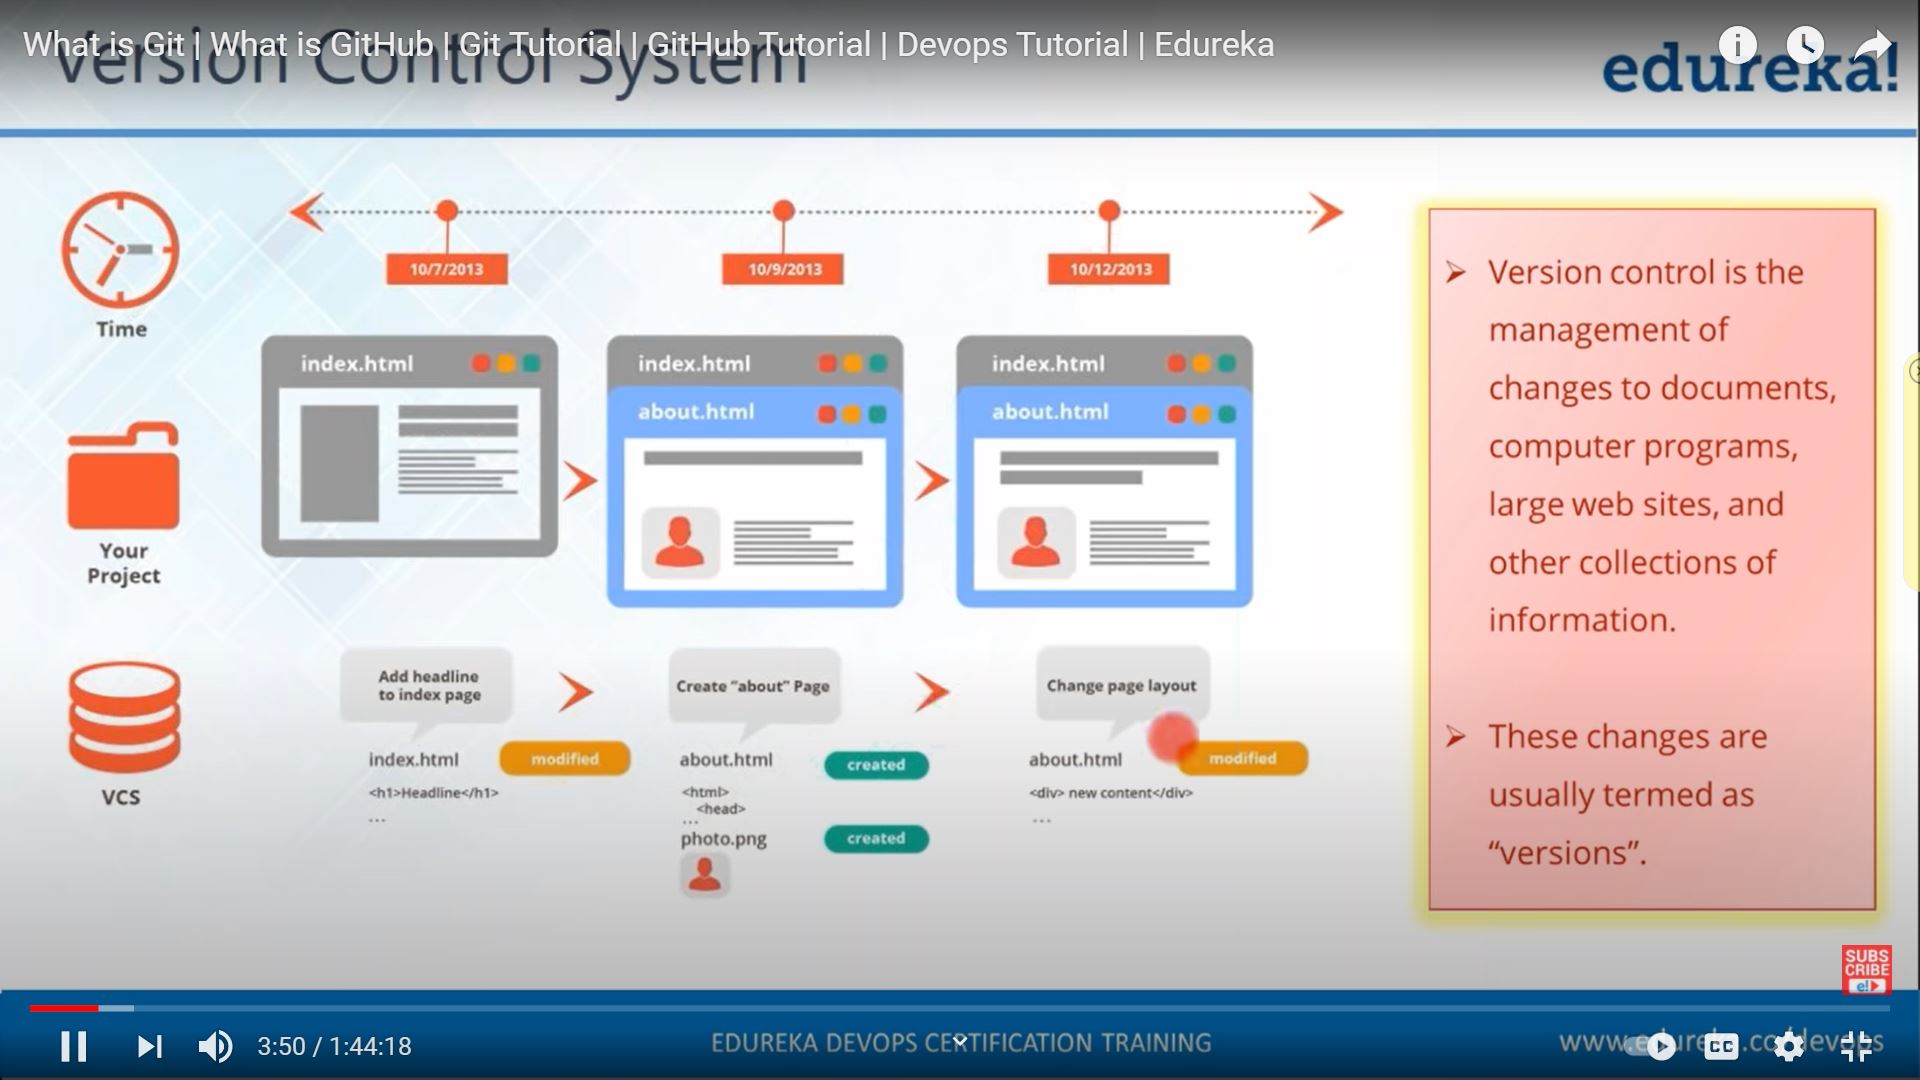 What is Git | What is GitHub | Git Tutorial | GitHub Tutorial | Devops Tutorial | Edureka
Version Control System
edureka!
10/7/2013
10/9/2013
10/12/2013
Time
index.html
index.html
about.html
index.html
about.html
Your
Project
Add headline
to index page
Create “about” Page
Change page layout
VCS
index.html
modified
<h1>Headline</h1>
...
about.html
created
<html>
<head>
...
photo.png
created
about.html
modified
<div> new content</div>
...
Version control is the
management of
changes to documents,
computer programs,
large web sites, and
other collections of
information.
These changes are
usually termed as
“versions”.
SUBS
CRIBE
e!
3:50 / 1:44:18
EDUREKA DEVOPS CERTIFICATION TRAINING
www.edureka.co/devops
CC